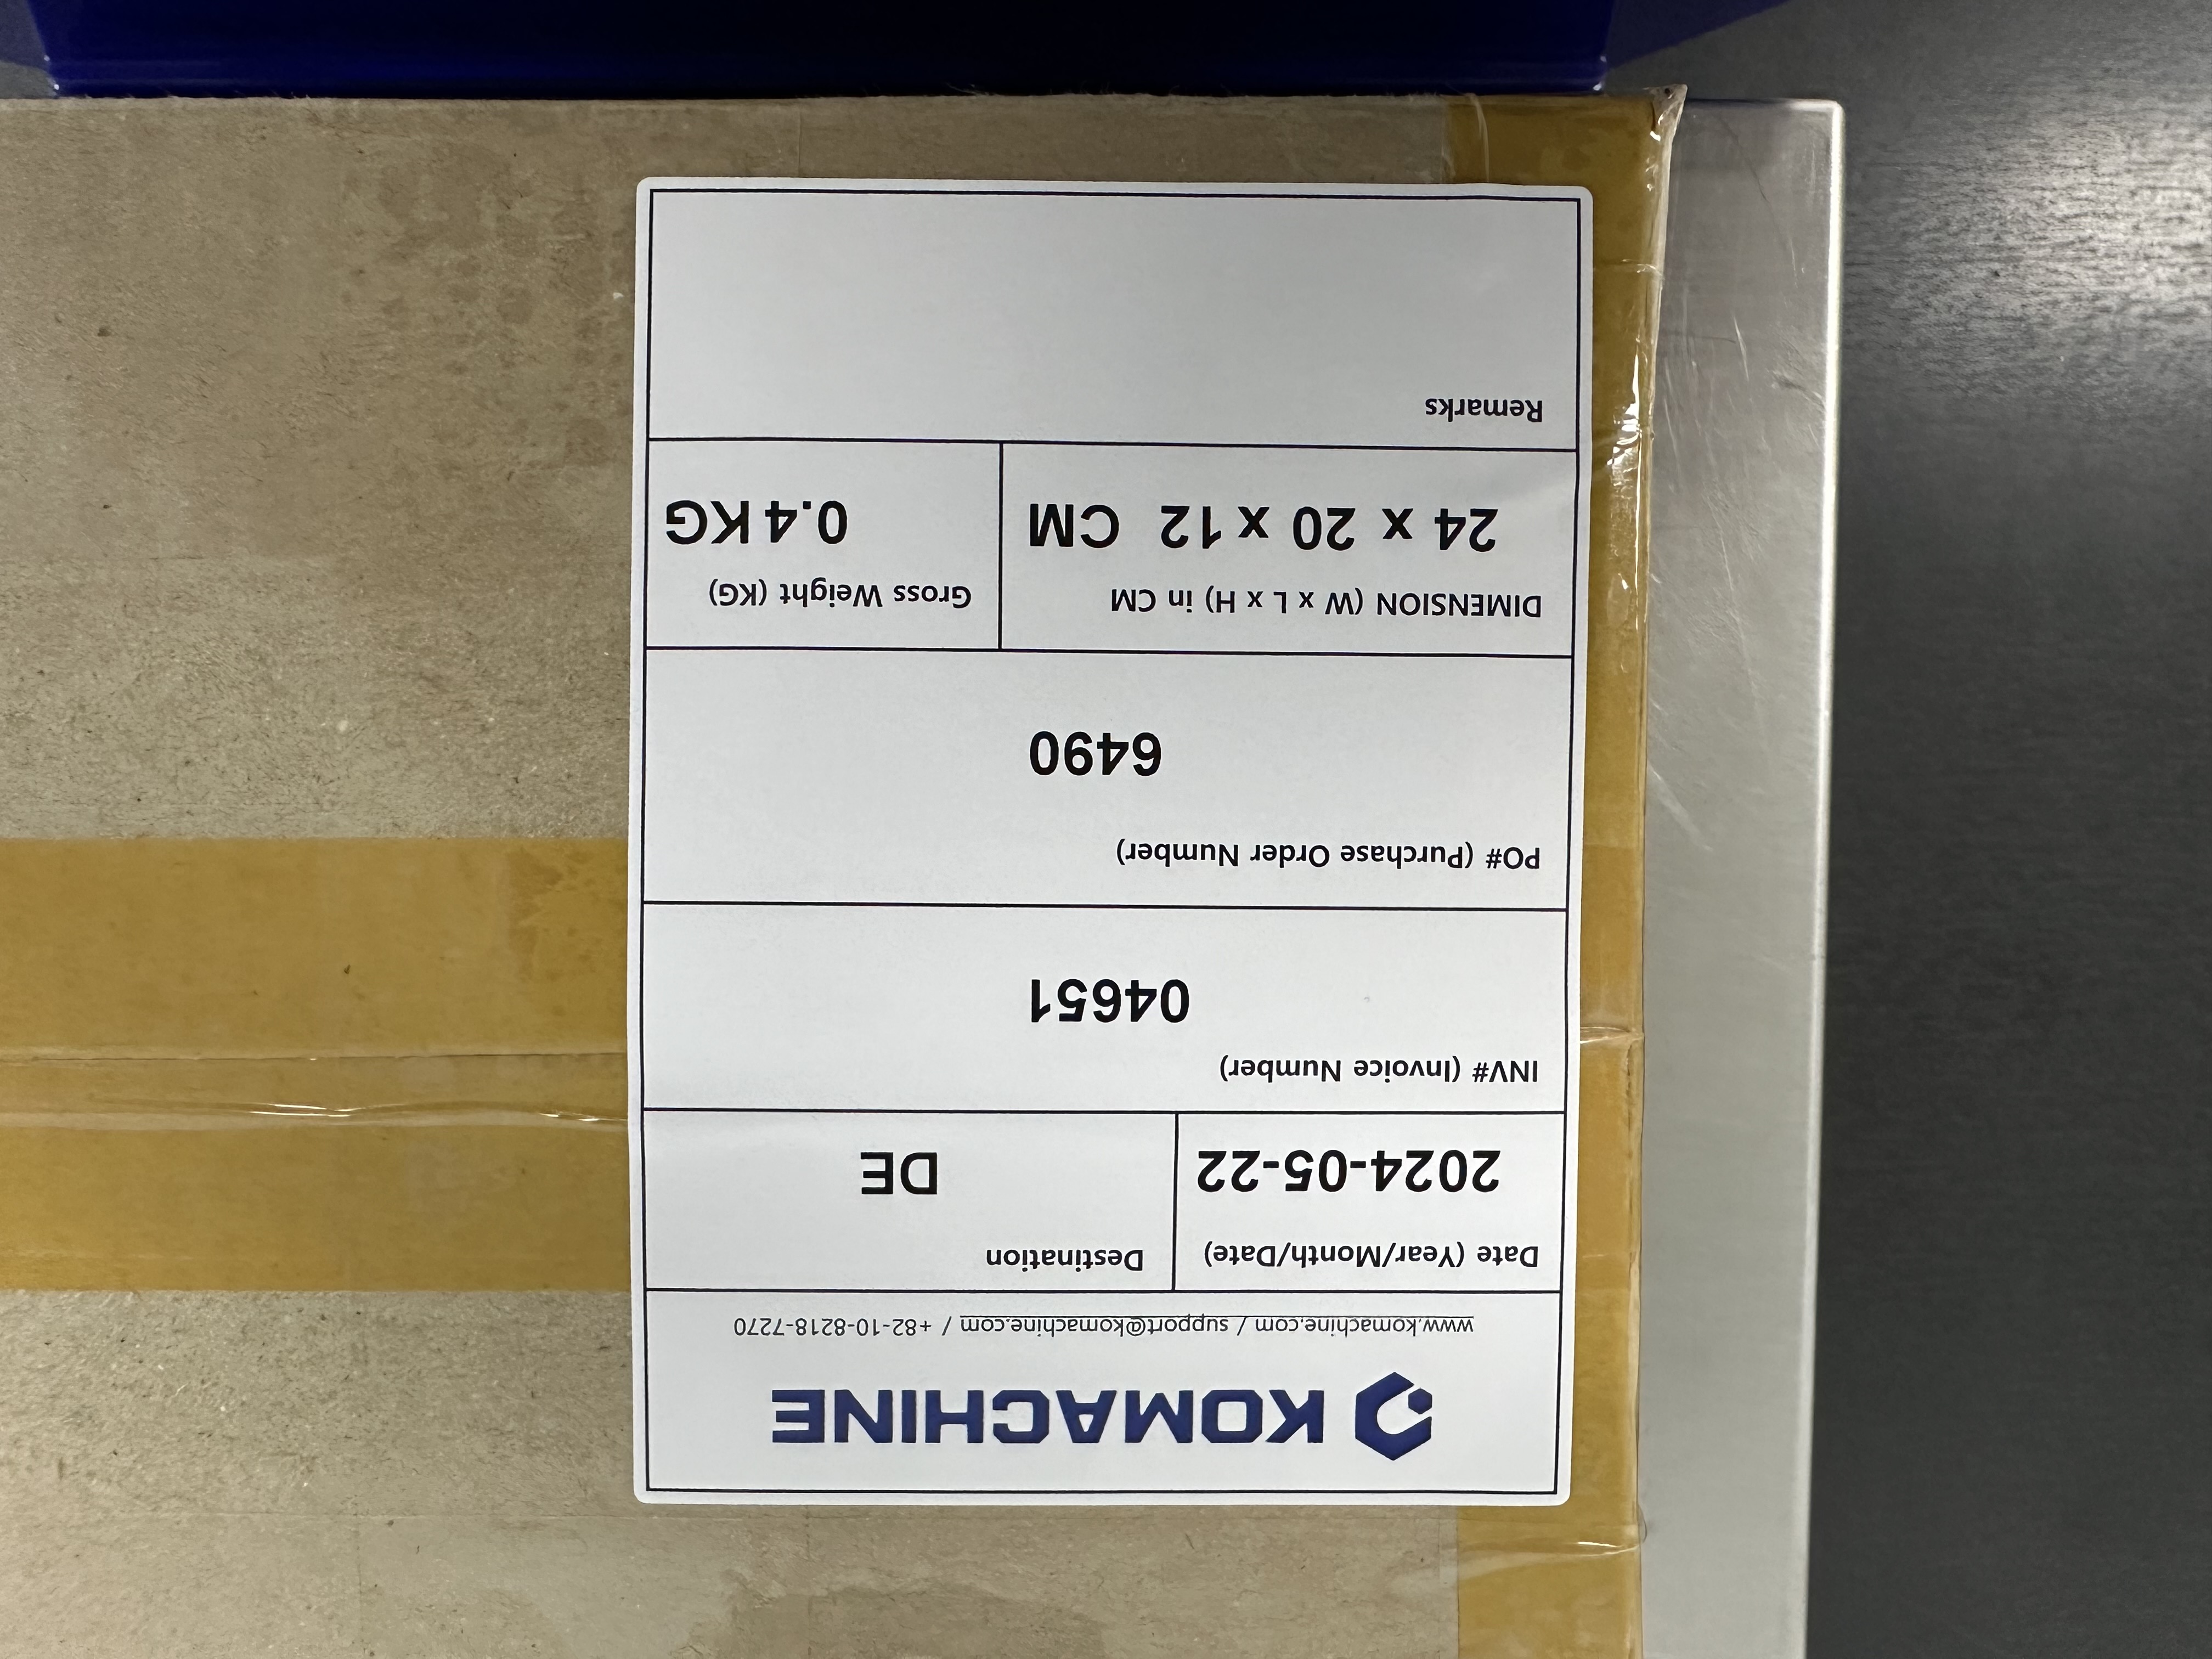 KOMACHINE
www.komachine.com / support@komachine.com / +82-10-8218-7270
Date (Year/Month/Date)
2024-05-22
Destination
DE
INV# (Invoice Number)
04651
PO# (Purchase Order Number)
6490
DIMENSION (W x L x H) in CM
24 x 20 x 12 CM
Gross Weight (KG)
0.4 KG
Remarks